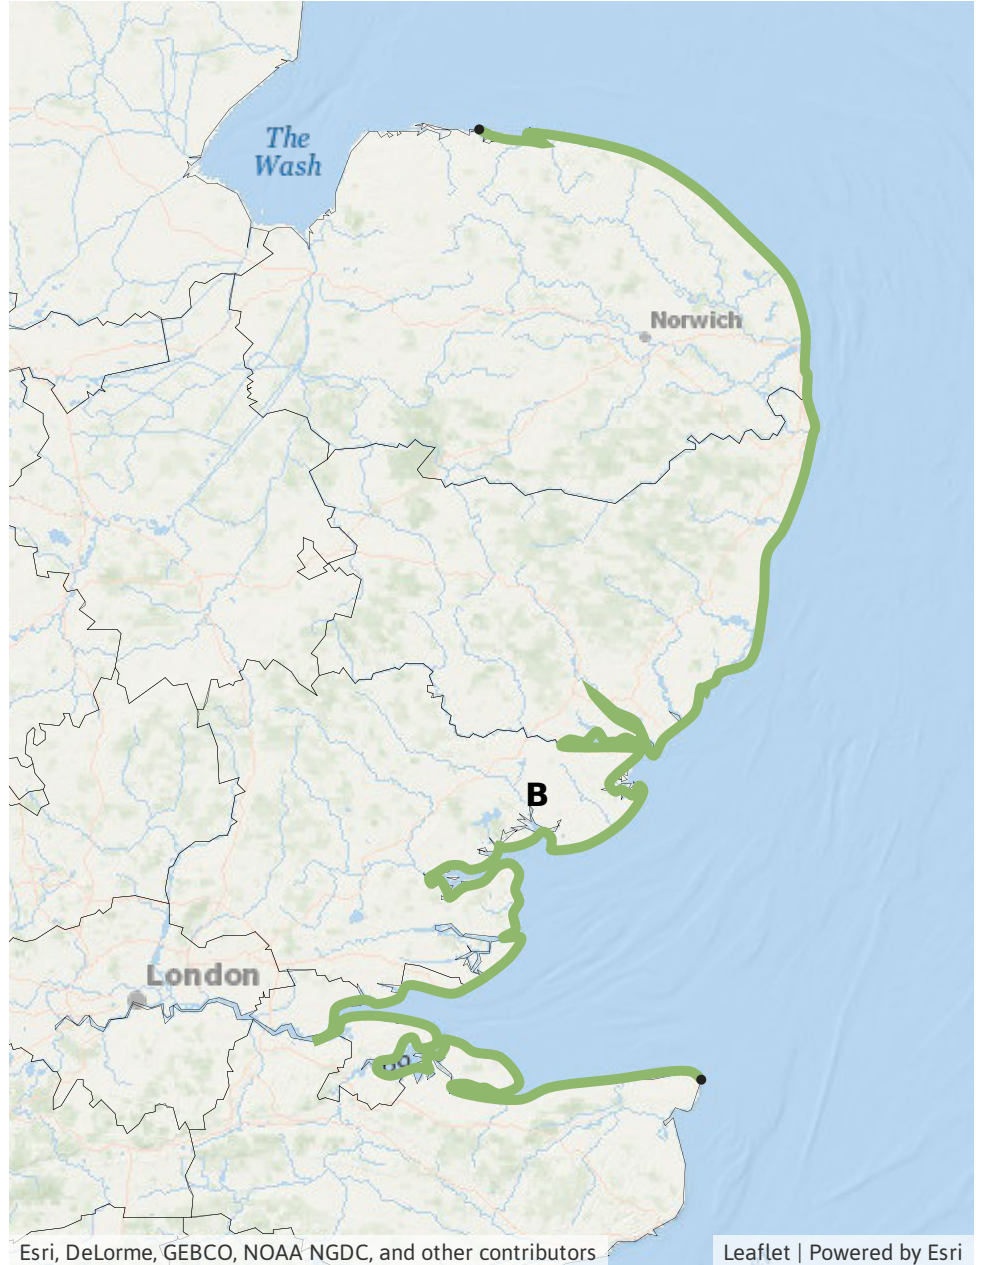 The
Wash
Norwich
B
London
Esri, DeLorme, GEBCO, NOAA NGDC, and other contributors
Leaflet | Powered by Esri